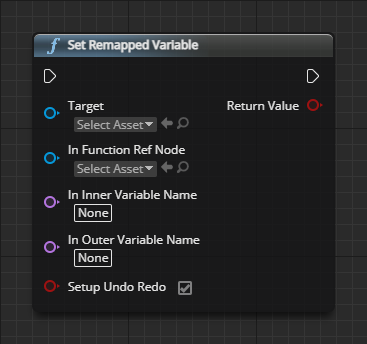 Set Remapped Variable
Target
Return Value
Select Asset
In Function Ref Node
Select Asset
In Inner Variable Name
None
In Outer Variable Name
None
Setup Undo Redo